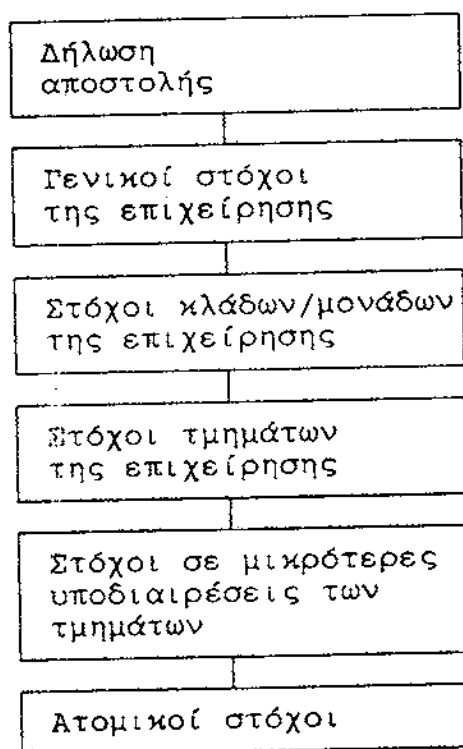 Δήλωση
αποστολής
Γενικοί στόχοι
της επιχείρησης
Στόχοι κλάδων/μονάδων
της επιχείρησης
Στόχοι τμημάτων
της επιχείρησης
Στόχοι σε μικρότερες
υποδιαιρέσεις των
τμημάτων
Ατομικοί στόχοι